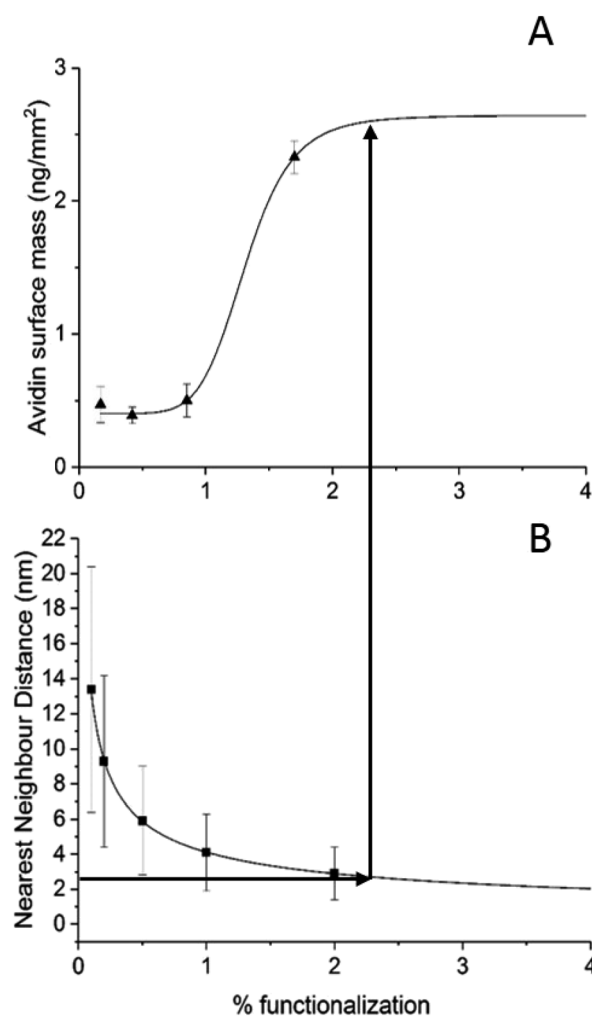 A
Avidin surface mass (ng/mm²)
3
2
1
0
0 1 2 3 4
B
Nearest Neighbour Distance (nm)
22
20
18
16
14
12
10
8
6
4
2
0
0 1 2 3 4
% functionalization